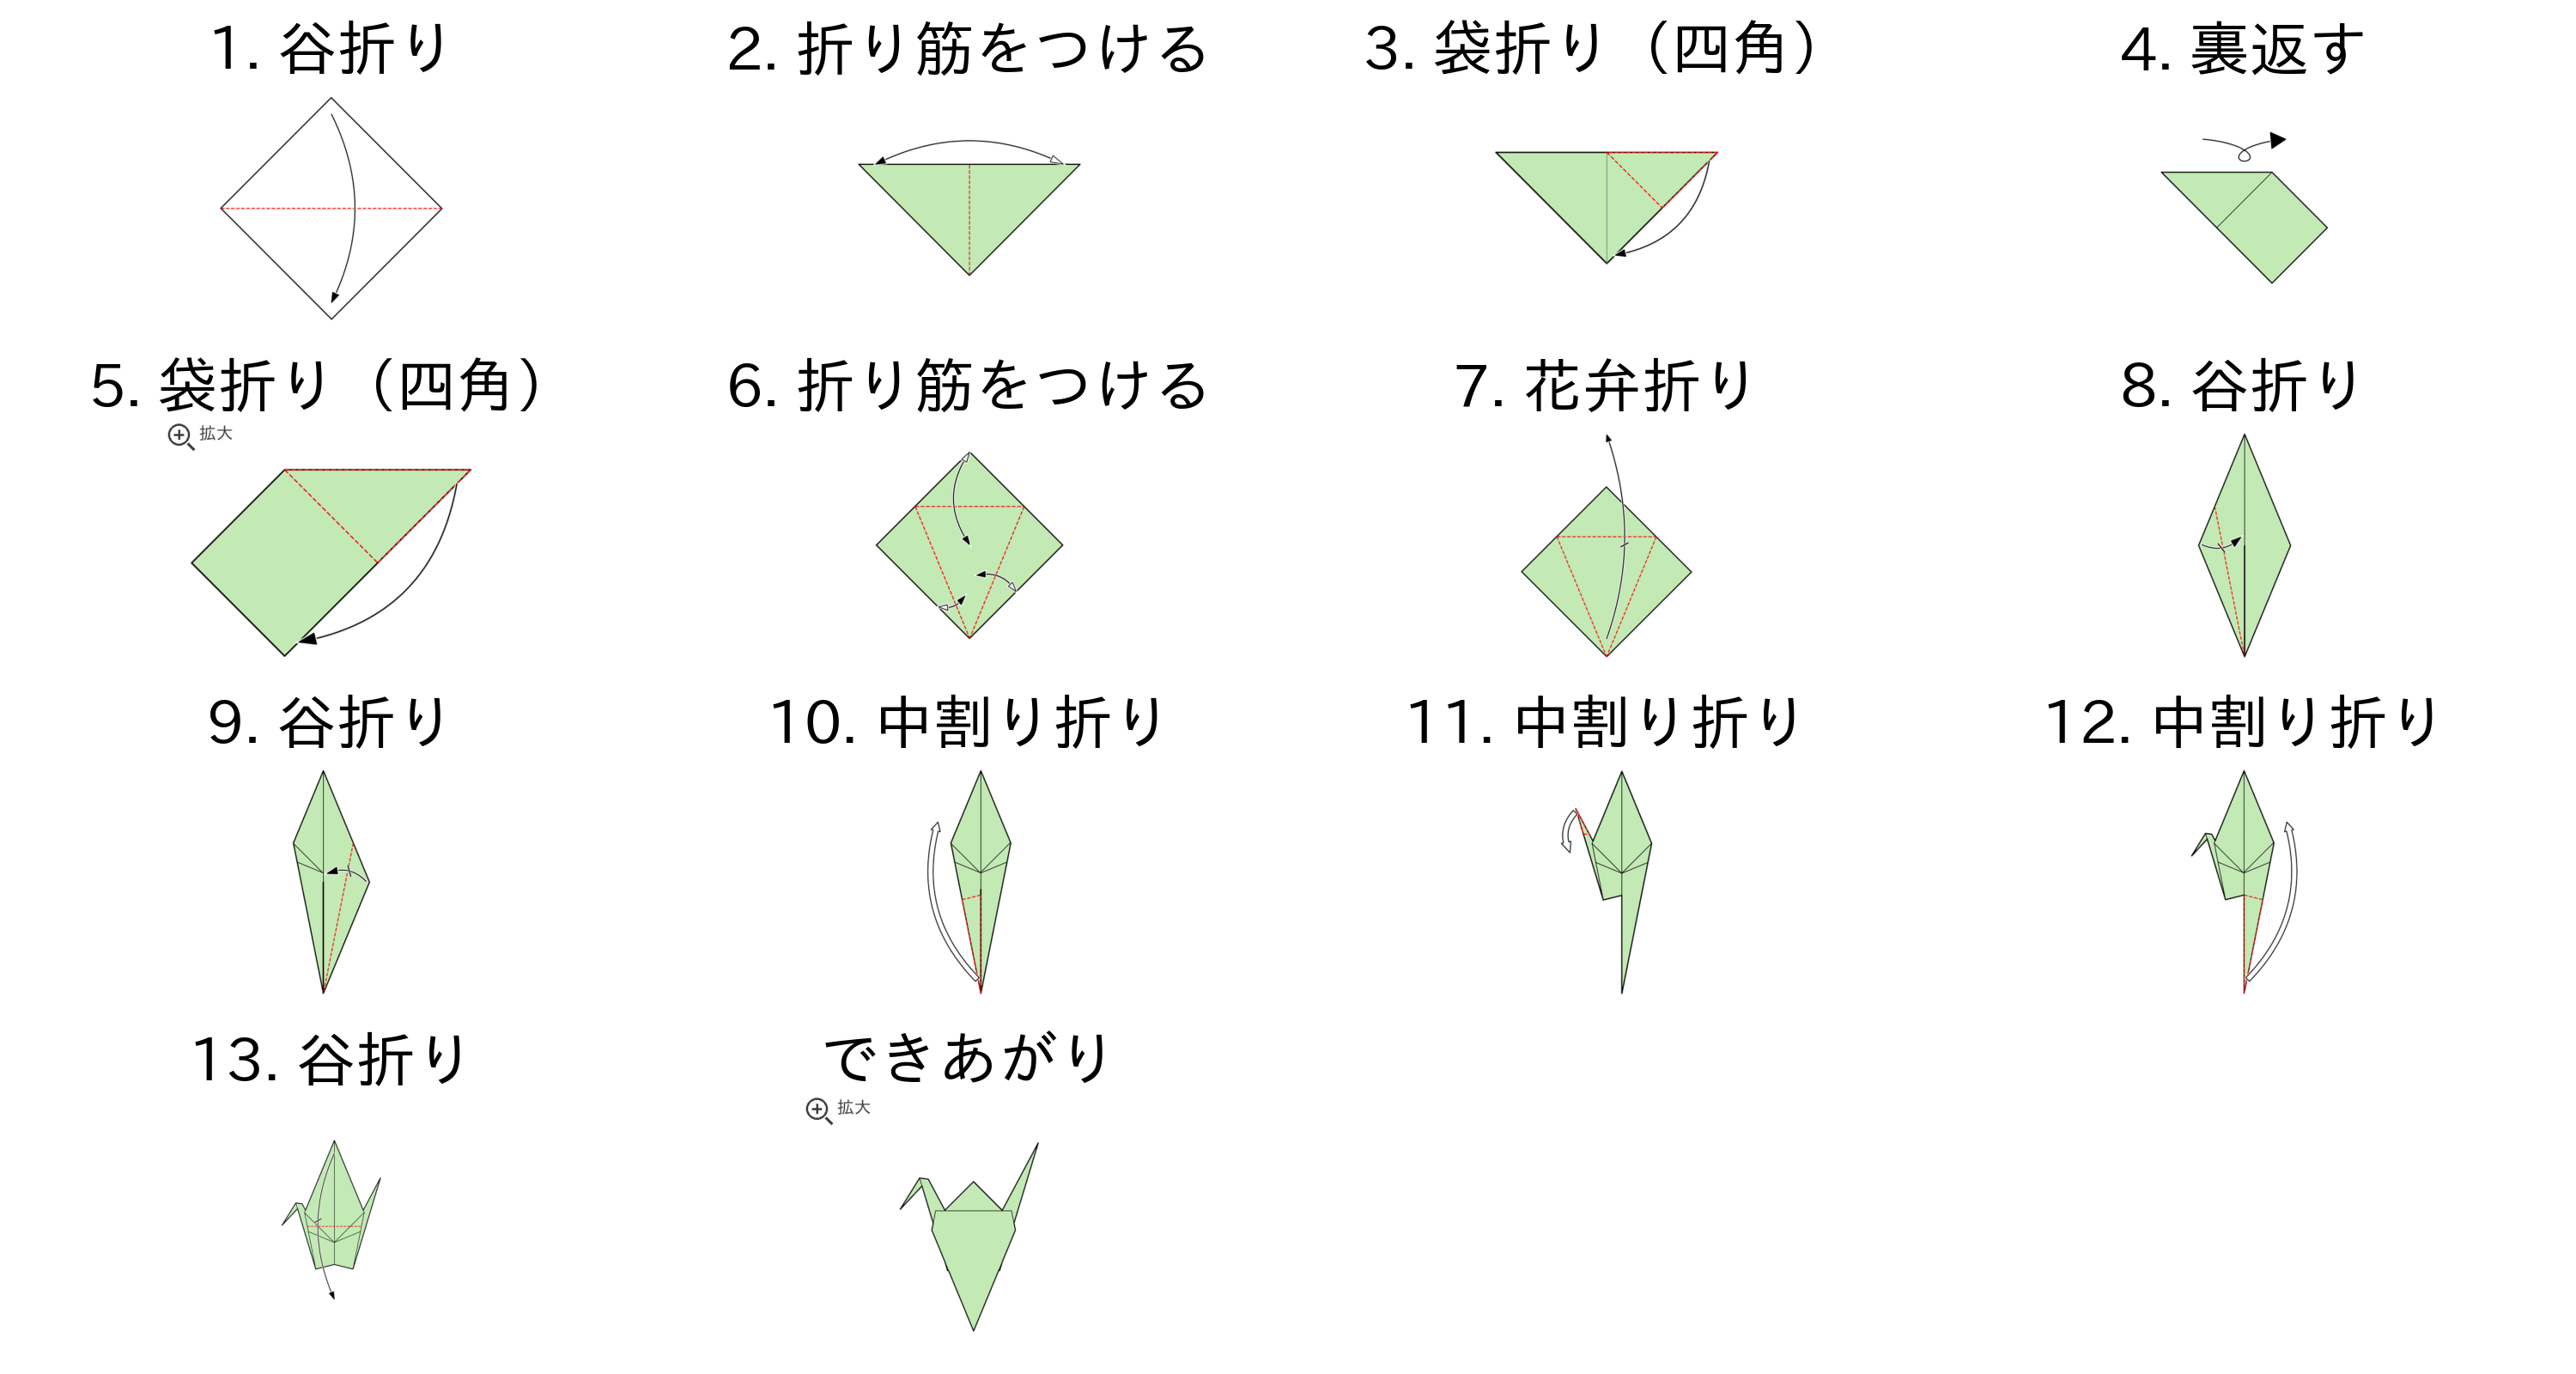 1. 谷折り
2. 折り筋をつける
3. 袋折り（四角）
4. 裏返す
5. 袋折り（四角）
拡大
6. 折り筋をつける
7. 花弁折り
8. 谷折り
9. 谷折り
10. 中割り折り
11. 中割り折り
12. 中割り折り
13. 谷折り
できあがり
拡大